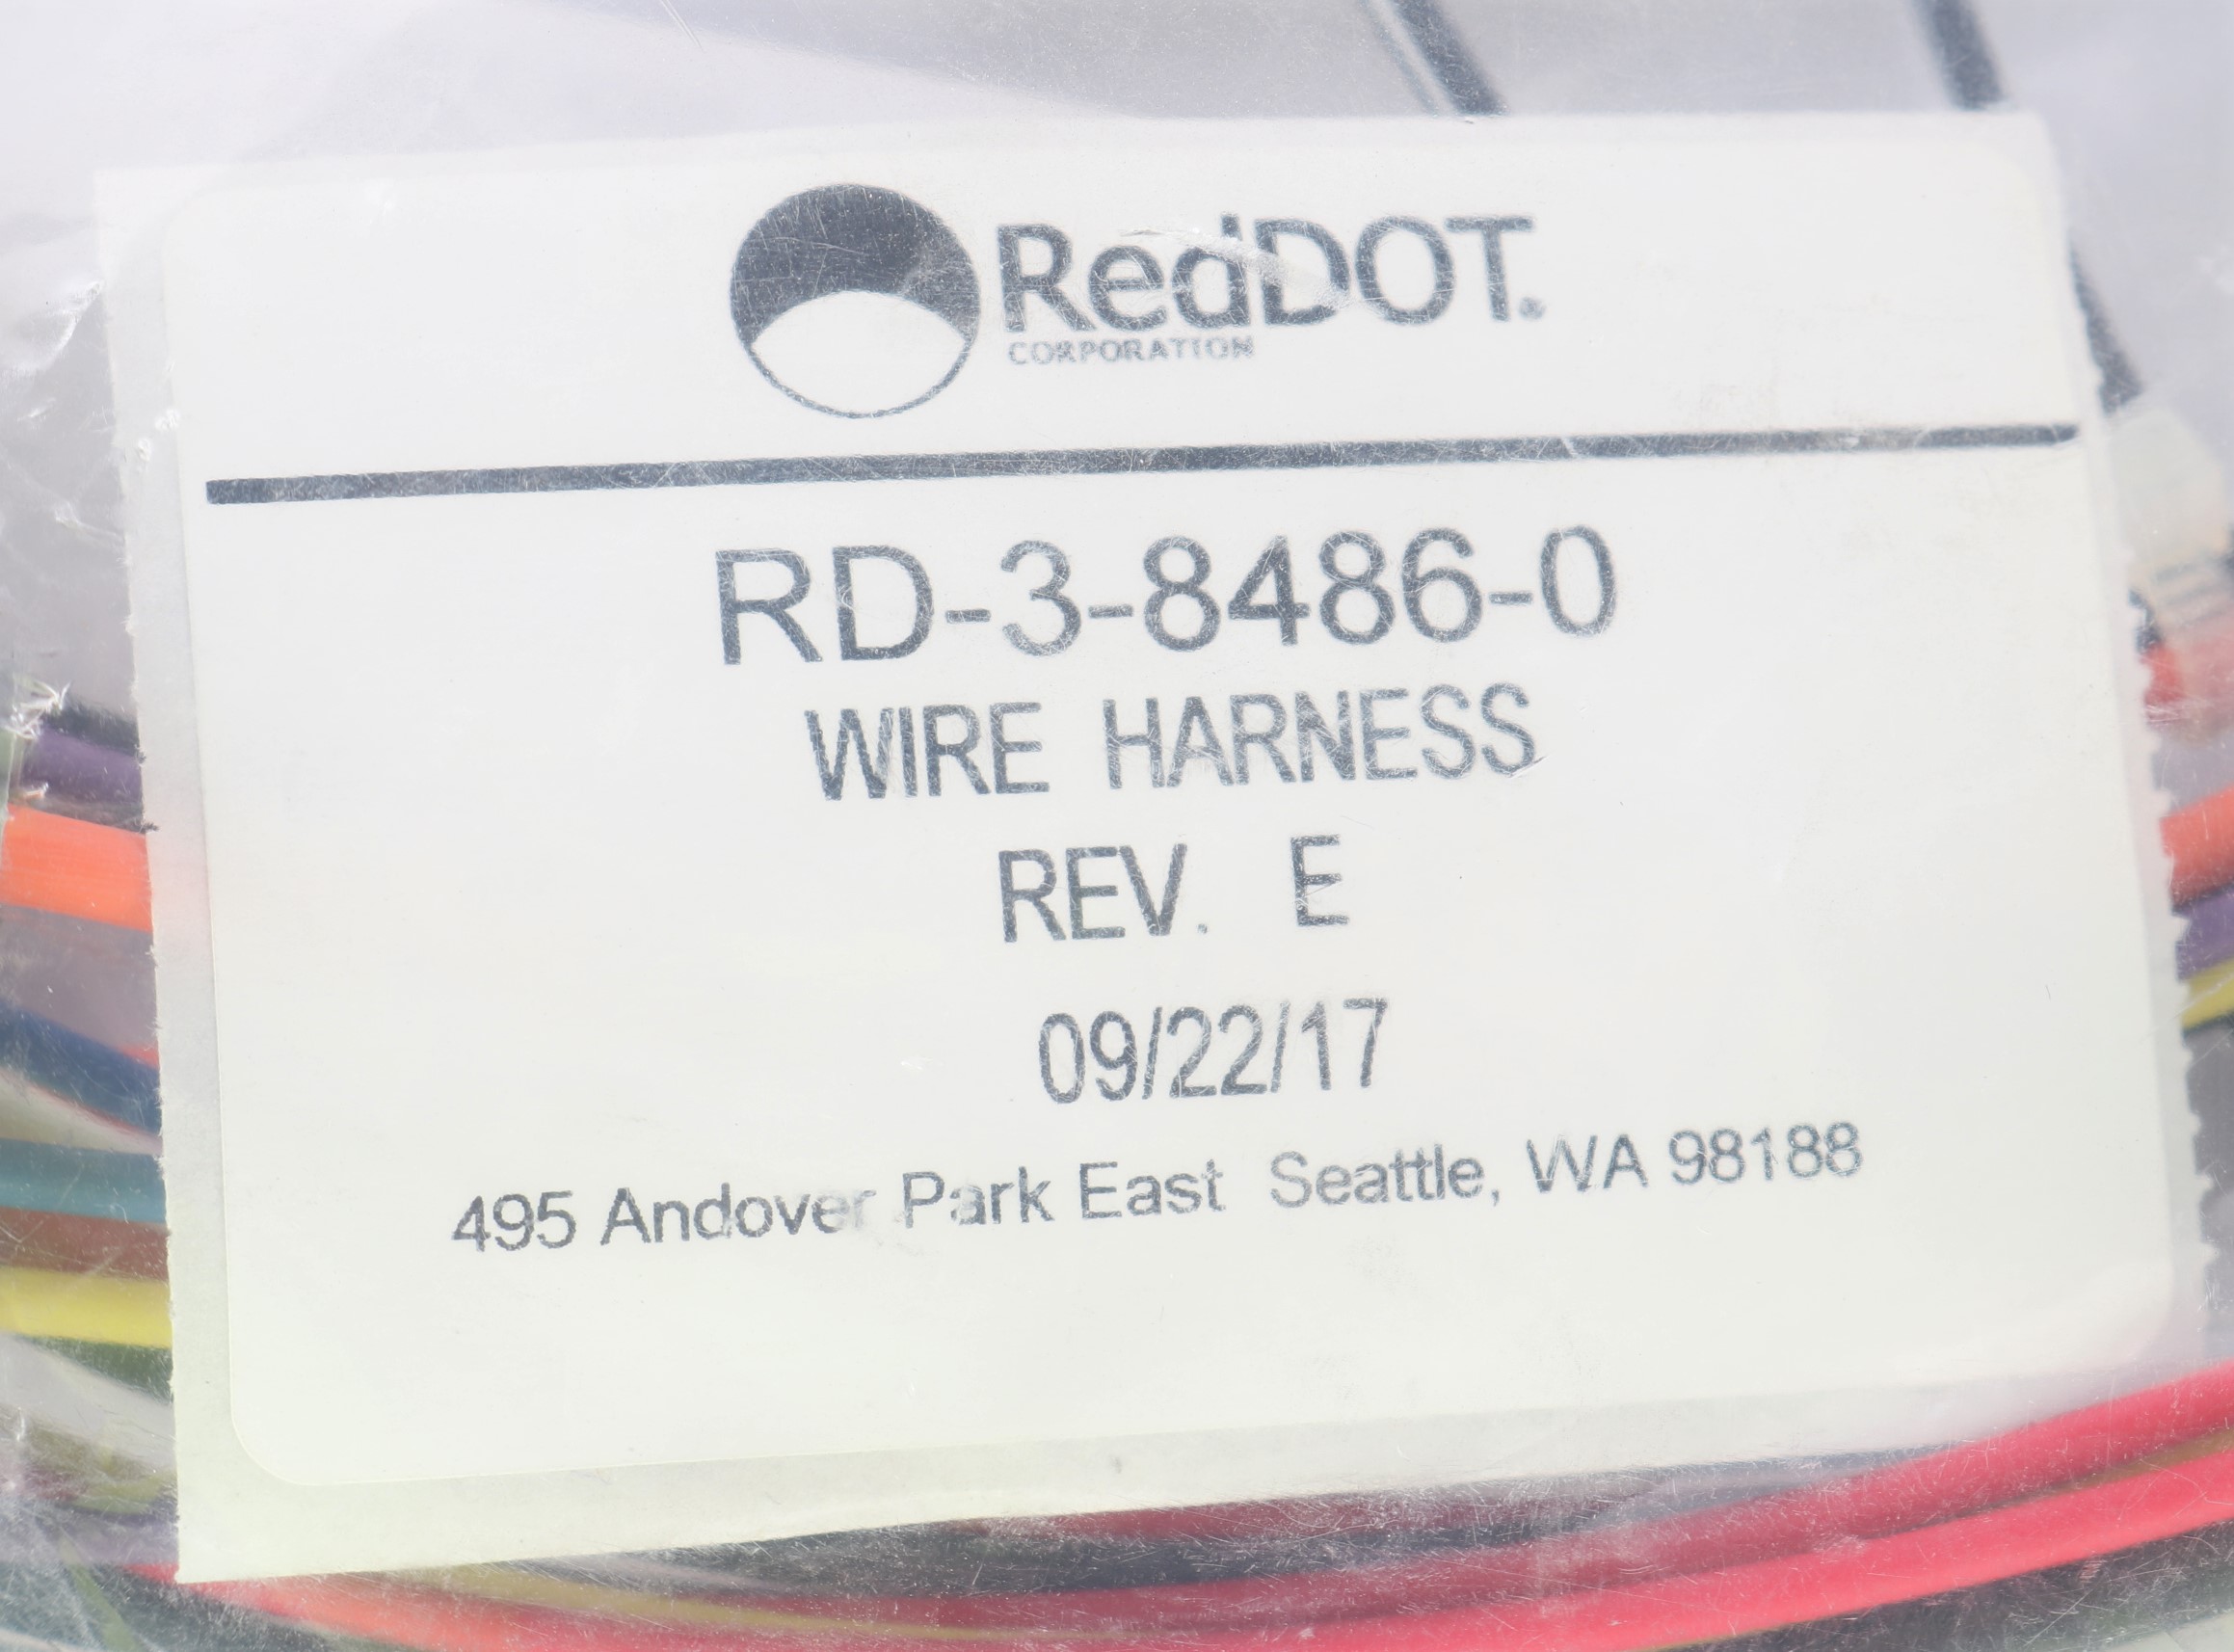 RedDOT®
CORPORATION
RD-3-8486-0
WIRE HARNESS
REV. E
09/22/17
495 Andover Park East Seattle, WA 98188